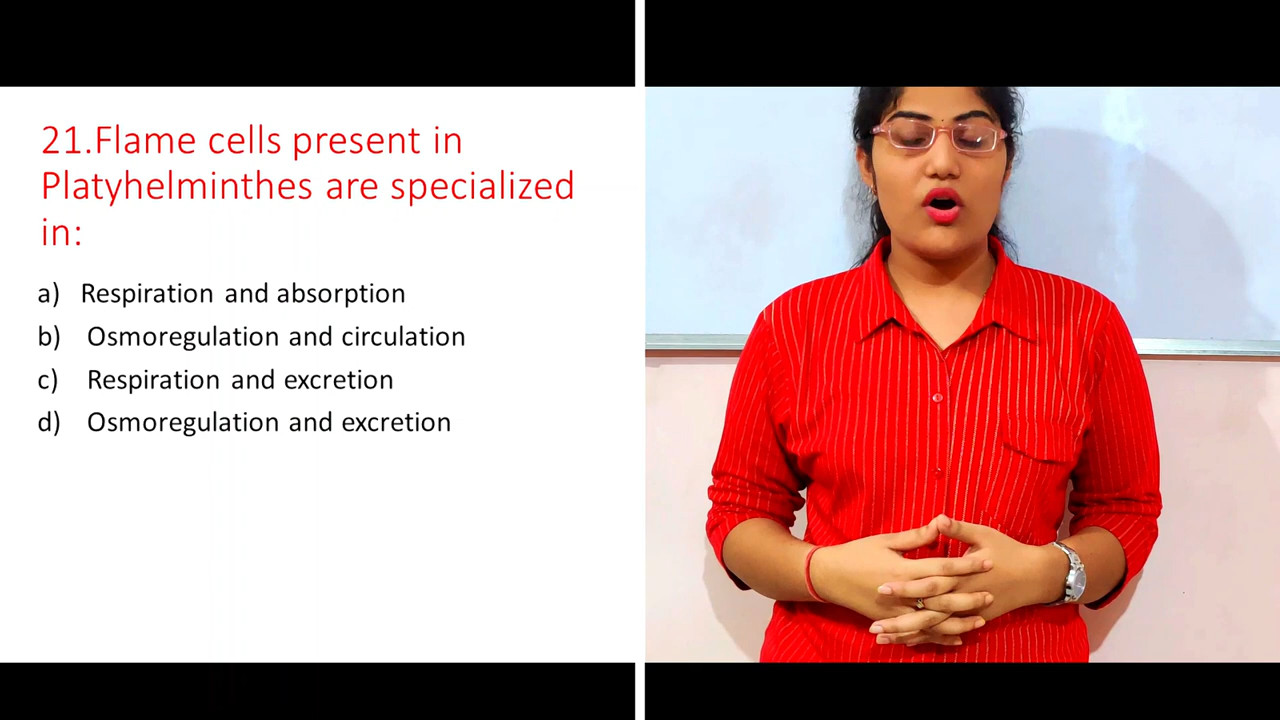 21.Flame cells present in
Platyhelminthes are specialized
in:
a) Respiration and absorption
b) Osmoregulation and circulation
c) Respiration and excretion
d) Osmoregulation and excretion